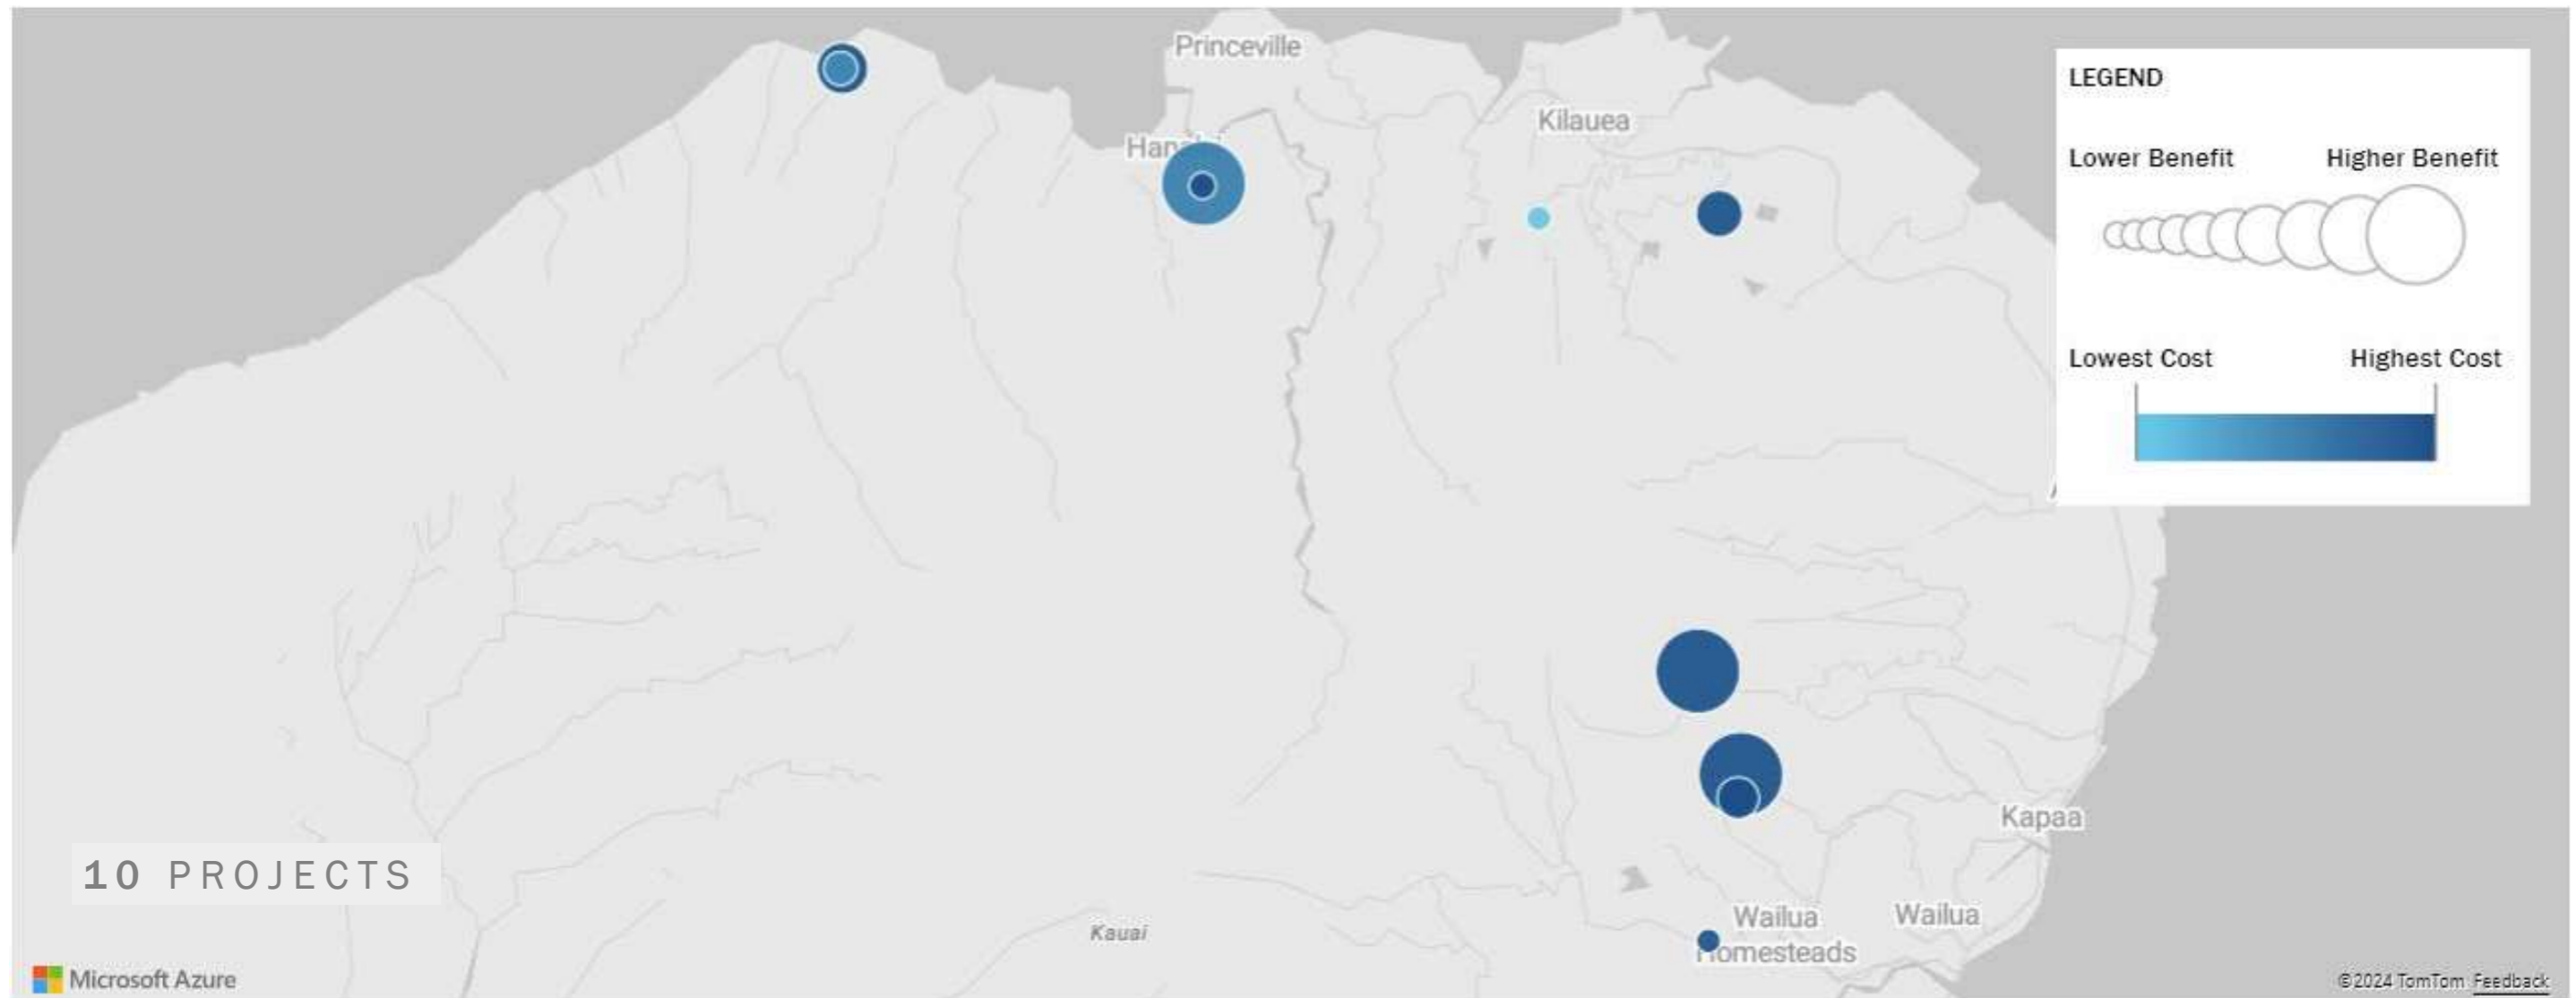 Princeville
LEGEND
Kilauea
Lower Benefit Higher Benefit
Lowest Cost Highest Cost
Kapaa
10 PROJECTS
Wailua
Homesteads
Wailua
Kauai
Microsoft Azure
©2024 TomTom Feedback